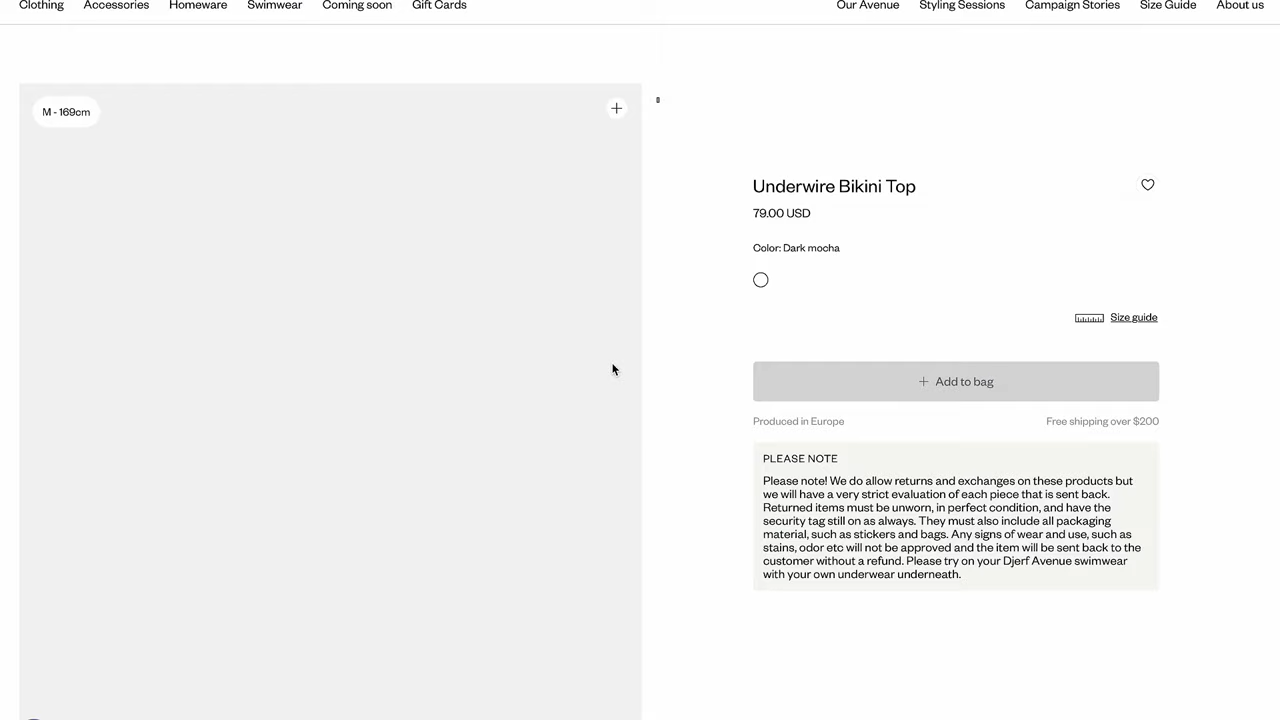 Clothing Accessories Homeware Swimwear Coming soon Gift Cards Our Avenue Styling Sessions Campaign Stories Size Guide About us
M - 169cm
Underwire Bikini Top
79.00 USD
Color: Dark mocha
Size guide
+ Add to bag
Produced in Europe Free shipping over $200
PLEASE NOTE
Please note! We do allow returns and exchanges on these products but
we will have a very strict evaluation of each piece that is sent back.
Returned items must be unworn, in perfect condition, and have the
security tag still on as always. They must also include all packaging
material, such as stickers and bags. Any signs of wear and use, such as
stains, odor etc will not be approved and the item will be sent back to the
customer without a refund. Please try on your Djerf Avenue swimwear
with your own underwear underneath.